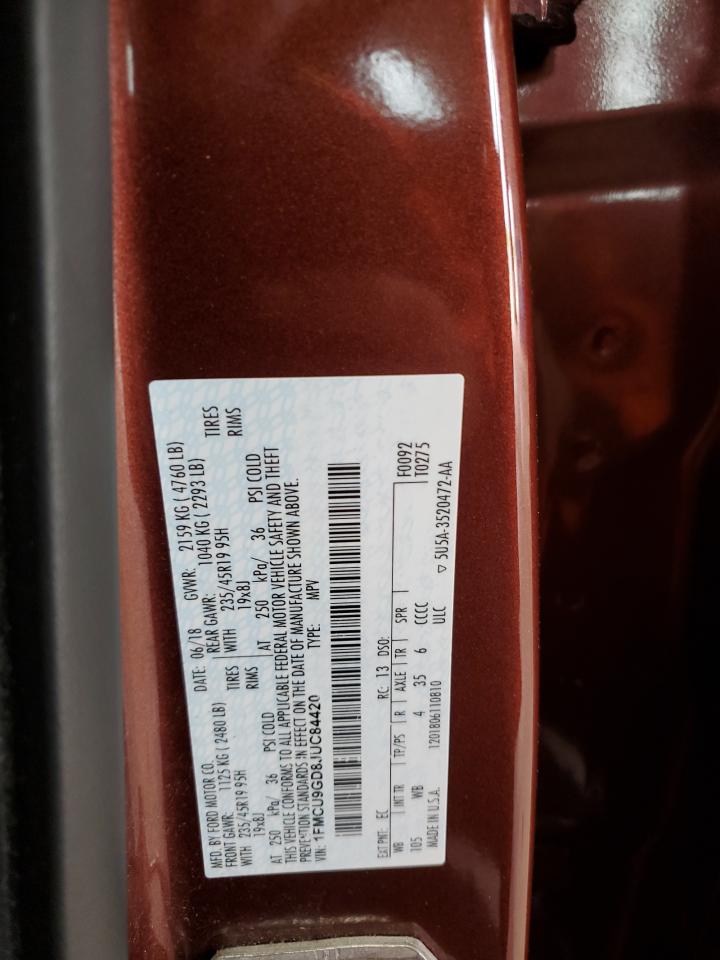 MFD. BY FORD MOTOR CO.
DATE: 06/18 GVWR: 2159 KG ( 4760 LB)
FRONT GAWR: 1125 KG ( 2480 LB) REAR GAWR: 1040 KG ( 2293 LB)
WITH 235/45R19 95H TIRES WITH 235/45R19 95H TIRES
19x8J RIMS 19x8J RIMS
AT 250 kPa/ 36 PSI COLD AT 250 kPa/ 36 PSI COLD
THIS VEHICLE CONFORMS TO ALL APPLICABLE FEDERAL MOTOR VEHICLE SAFETY AND THEFT
PREVENTION STANDARDS IN EFFECT ON THE DATE OF MANUFACTURE SHOWN ABOVE.
VIN: 1FMCU9GD8JUC84420 TYPE: MPV
EXT PNT: EC RC: 13 DSO: F0092
WB INT TR TP/PS R AXLE TR SPR T0275
105 WB 4 35 6 CCCC
MADE IN U.S.A. 1201806110810 ULC ▽ 5U5A-3520472-AA